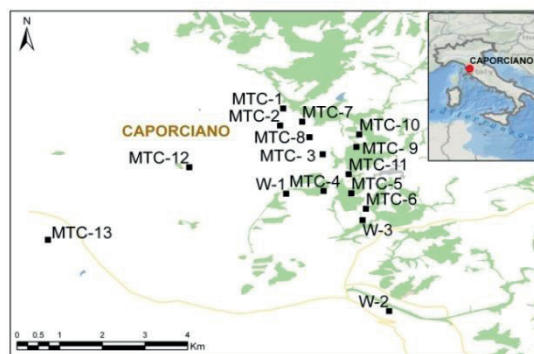 N
CAPORCIANO
Italy
MTC-1
MTC-2
MTC-7
MTC-8
MTC-10
CAPORCIANO
MTC- 9
MTC- 3
MTC-11
MTC-12
W-1
MTC-4
MTC-5
MTC-6
W-3
MTC-13
W-2
0 0.5 1 2 3 4
Km